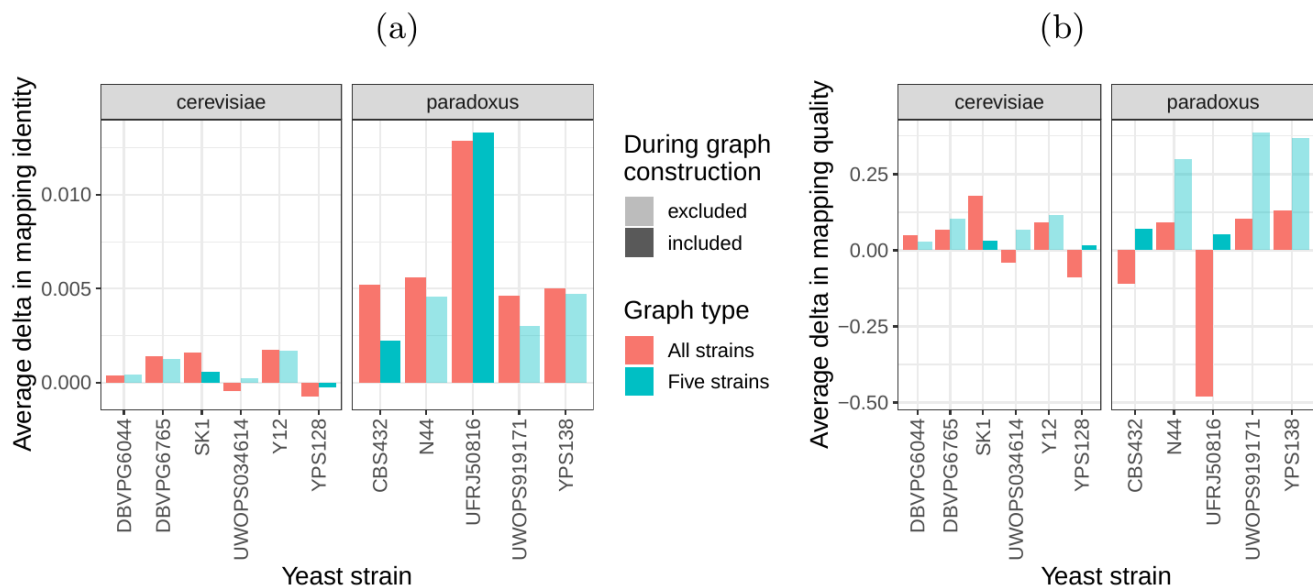 (a)
Average delta in mapping identity
cerevisiae
paradoxus
0.010
0.005
0.000
DBVPG6044
DBVPG6765
SK1
UWOPS034614
Y12
YPS128
CBS432
N44
UFRJ50816
UWOPS919171
YPS138
Yeast strain
During graph
construction
excluded
included
Graph type
All strains
Five strains
(b)
Average delta in mapping quality
cerevisiae
paradoxus
0.25
0.00
−0.25
−0.50
DBVPG6044
DBVPG6765
SK1
UWOPS034614
Y12
YPS128
CBS432
N44
UFRJ50816
UWOPS919171
YPS138
Yeast strain